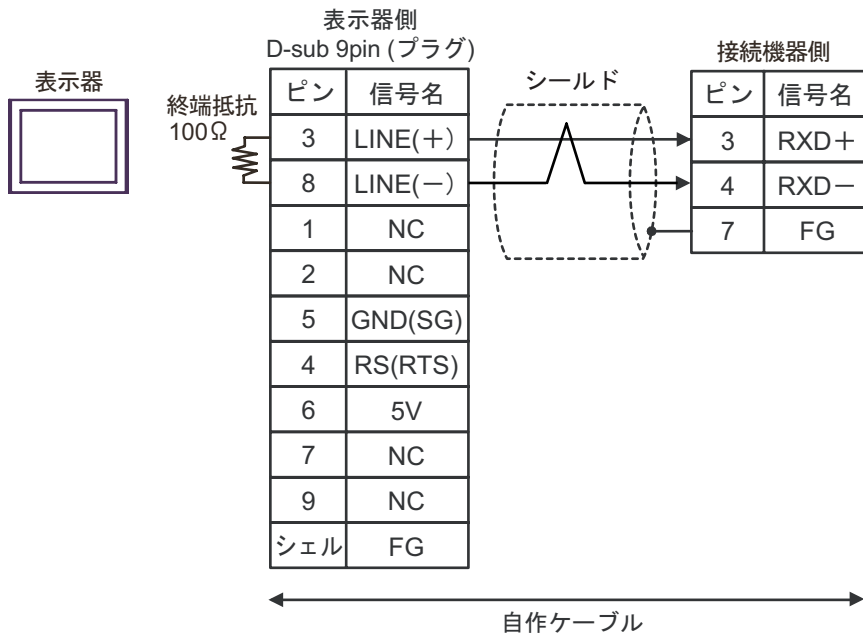 表示器側
D-sub 9pin (プラグ)
表示器
終端抵抗
100Ω
シールド
接続機器側
ピン 信号名
3 LINE(+)
8 LINE(-)
1 NC
2 NC
5 GND(SG)
4 RS(RTS)
6 5V
7 NC
9 NC
シェル FG
ピン 信号名
3 RXD+
4 RXD-
7 FG
自作ケーブル